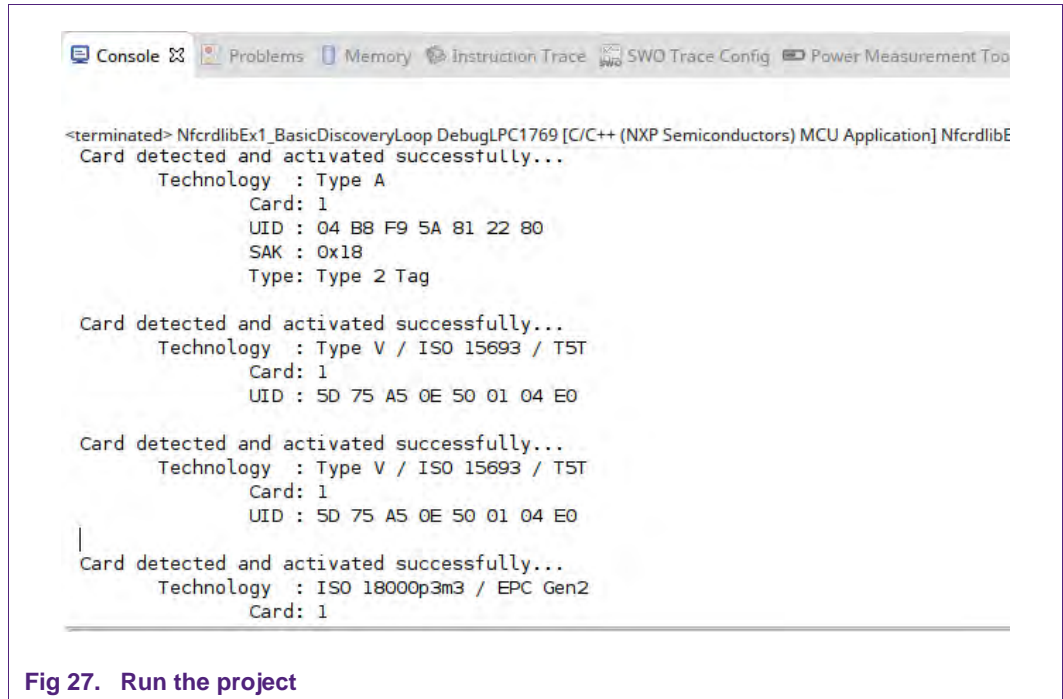 Console Problems Memory Instruction Trace SWO Trace Config Power Measurement Too
<terminated> NfcrdlibEx1_BasicDiscoveryLoop DebugLPC1769 [C/C++ (NXP Semiconductors) MCU Application] NfcrdlibE
Card detected and activated successfully...
Technology : Type A
Card: 1
UID : 04 B8 F9 5A 81 22 80
SAK : 0x18
Type: Type 2 Tag
Card detected and activated successfully...
Technology : Type V / ISO 15693 / T5T
Card: 1
UID : 5D 75 A5 0E 50 01 04 E0
Card detected and activated successfully...
Technology : Type V / ISO 15693 / T5T
Card: 1
UID : 5D 75 A5 0E 50 01 04 E0
Card detected and activated successfully...
Technology : ISO 18000p3m3 / EPC Gen2
Card: 1
Fig 27. Run the project